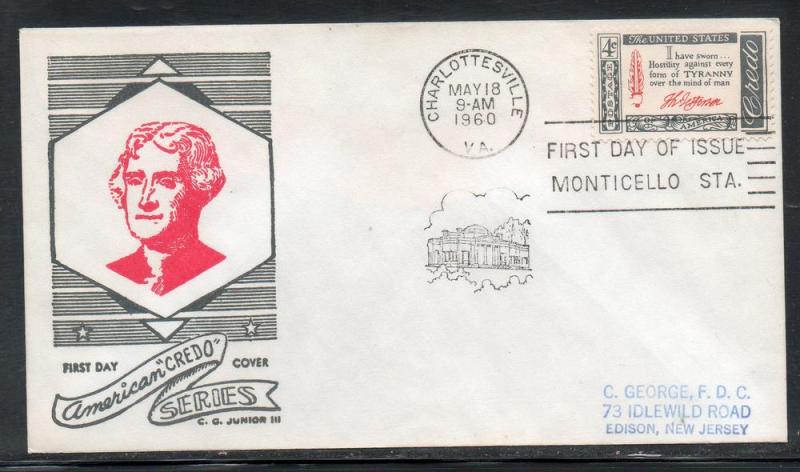 CHARLOTTESVILLE
MAY 18
9-AM
1960
VA.
FIRST DAY OF ISSUE
MONTICELLO STA.
4¢
POSTAGE
The UNITED STATES
I have sworn...
Hostility against every
form of TYRANNY
over the mind of man
Th Jefferson
OF AMERICA
Credo
FIRST DAY COVER
American "CREDO"
SERIES
C. G. JUNIOR III
C. GEORGE, F. D. C.
73 IDLEWILD ROAD
EDISON, NEW JERSEY